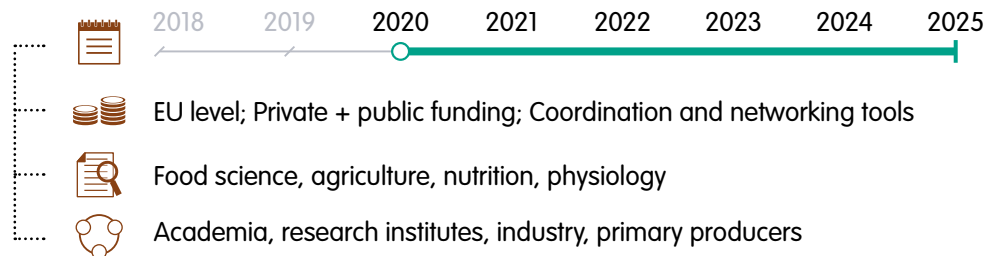 2018 2019 2020 2021 2022 2023 2024 2025
EU level; Private + public funding; Coordination and networking tools
Food science, agriculture, nutrition, physiology
Academia, research institutes, industry, primary producers